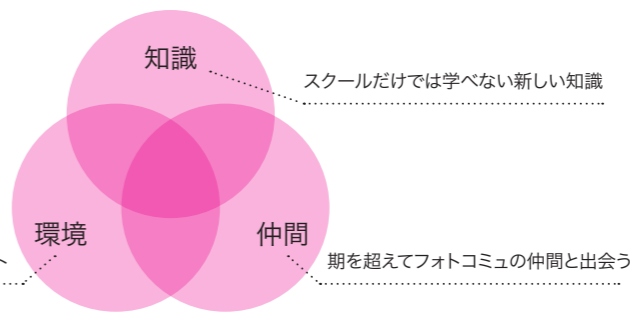 知識
スクールだけでは学べない新しい知識
環境
仲間
ト
期を超えてフォトコミュの仲間と出会う